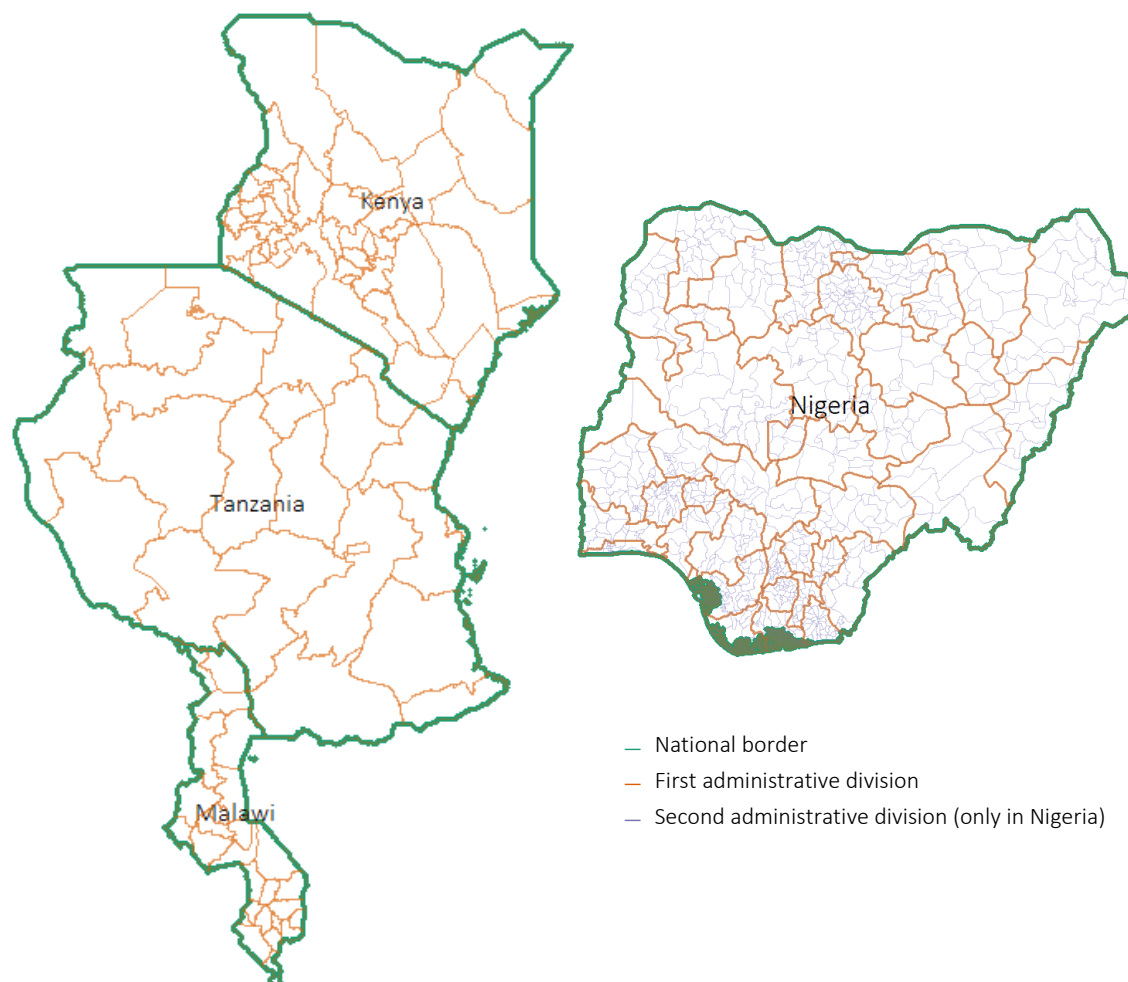 Kenya
Nigeria
Tanzania
Malawi
National border
First administrative division
Second administrative division (only in Nigeria)